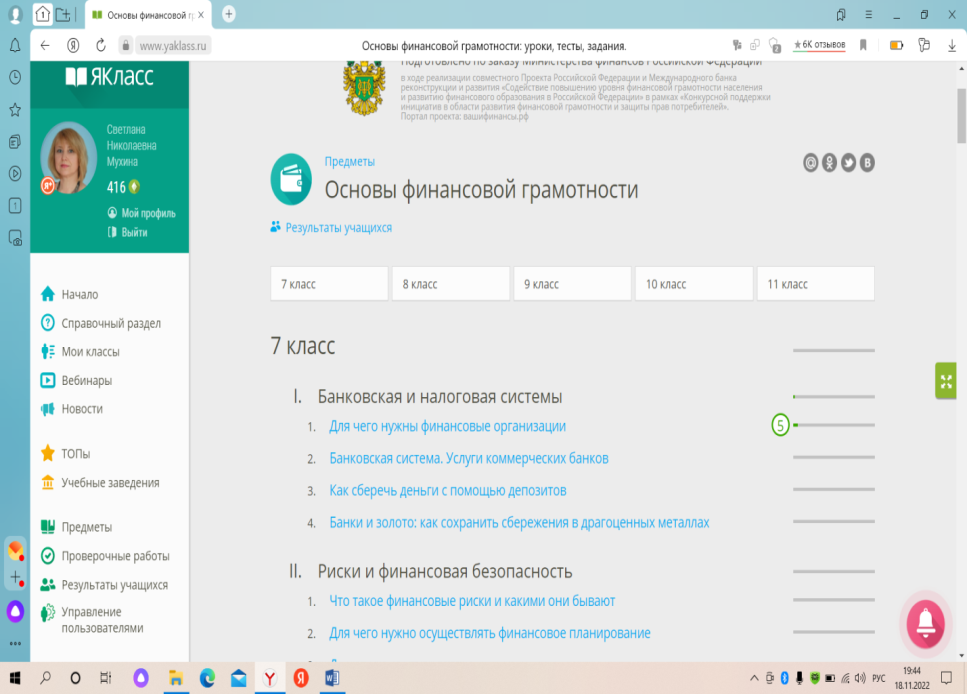 Основы финансовой гр
www.yaklass.ru
Основы финансовой грамотности: уроки, тесты, задания.
6K отзывов
ЯКласс
Светлана
Николаевна
Мухина
Я+
416
Мой профиль
Выйти
Начало
Справочный раздел
Мои классы
Вебинары
Новости
ТОПы
Учебные заведения
Предметы
Проверочные работы
Результаты учащихся
Управление
пользователями
Подготовлено по заказу Министерства финансов Российской Федерации
в ходе реализации совместного Проекта Российской Федерации и Международного банка
реконструкции и развития «Содействие повышению уровня финансовой грамотности населения
и развитию финансового образования в Российской Федерации» в рамках «Конкурсной поддержки
инициатив в области развития финансовой грамотности и защиты прав потребителей».
Портал проекта: вашифинансы.рф
Предметы
Основы финансовой грамотности
Результаты учащихся
7 класс
8 класс
9 класс
10 класс
11 класс
7 класс
I. Банковская и налоговая системы
1. Для чего нужны финансовые организации
5
2. Банковская система. Услуги коммерческих банков
3. Как сберечь деньги с помощью депозитов
4. Банки и золото: как сохранить сбережения в драгоценных металлах
II. Риски и финансовая безопасность
1. Что такое финансовые риски и какими они бывают
2. Для чего нужно осуществлять финансовое планирование
РУС
19:44
18.11.2022